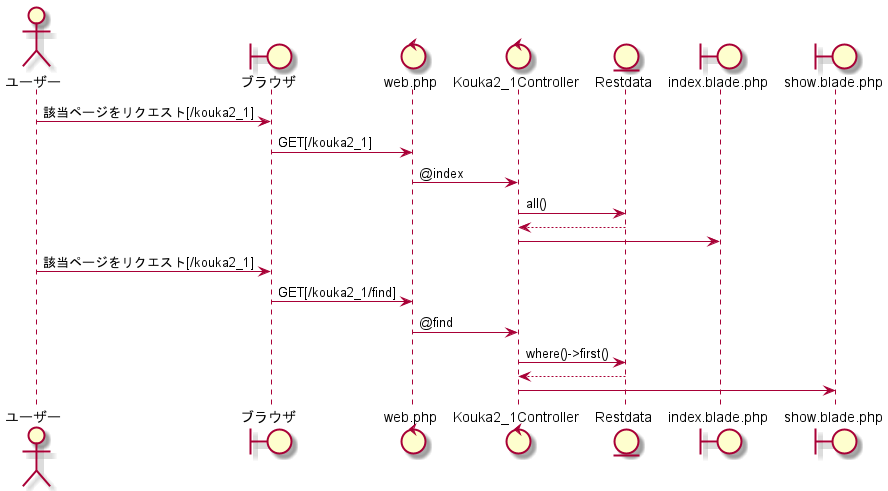 ユーザー
ブラウザ
web.php
Kouka2_1Controller
Restdata
index.blade.php
show.blade.php
該当ページをリクエスト[/kouka2_1]
GET[/kouka2_1]
@index
all()
該当ページをリクエスト[/kouka2_1]
GET[/kouka2_1/find]
@find
where()->first()
ユーザー
ブラウザ
web.php
Kouka2_1Controller
Restdata
index.blade.php
show.blade.php